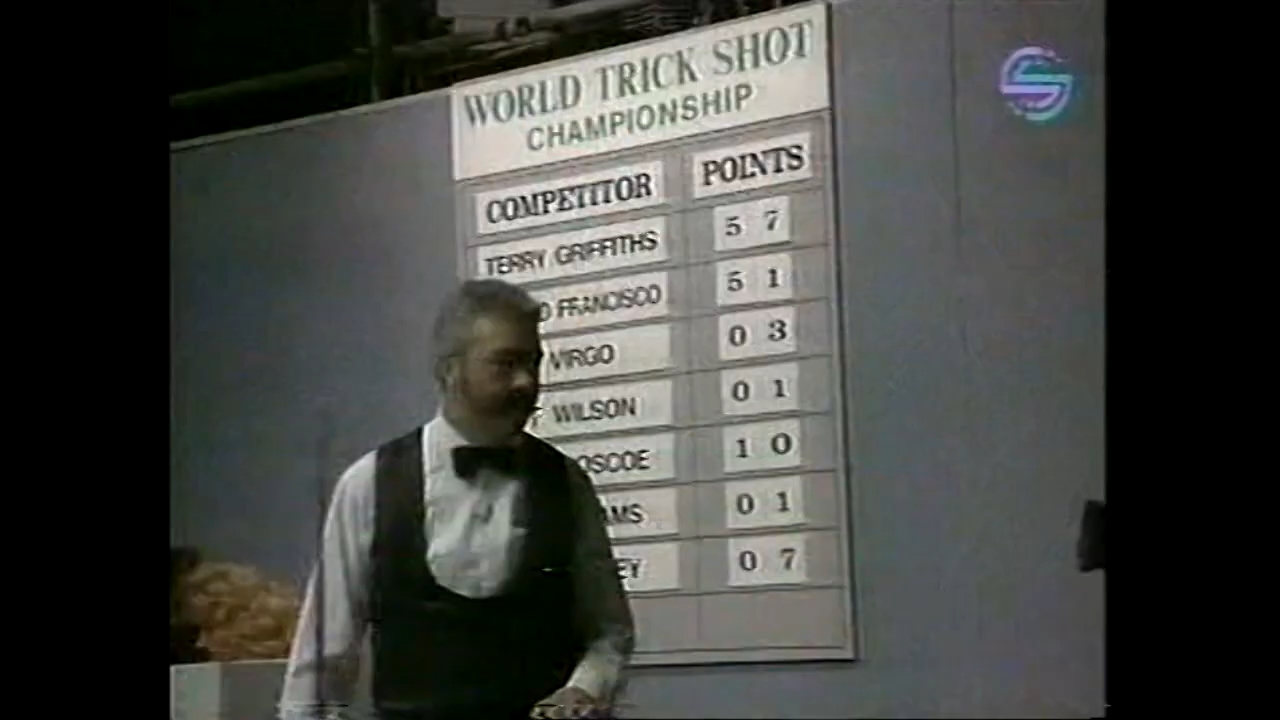 WORLD TRICK SHOT
CHAMPIONSHIP
COMPETITOR POINTS
TERRY GRIFFITHS 5 7
O FRANCISCO 5 1
VIRGO 0 3
WILSON 0 1
OSCOE 1 0
AMS 0 1
EY 0 7